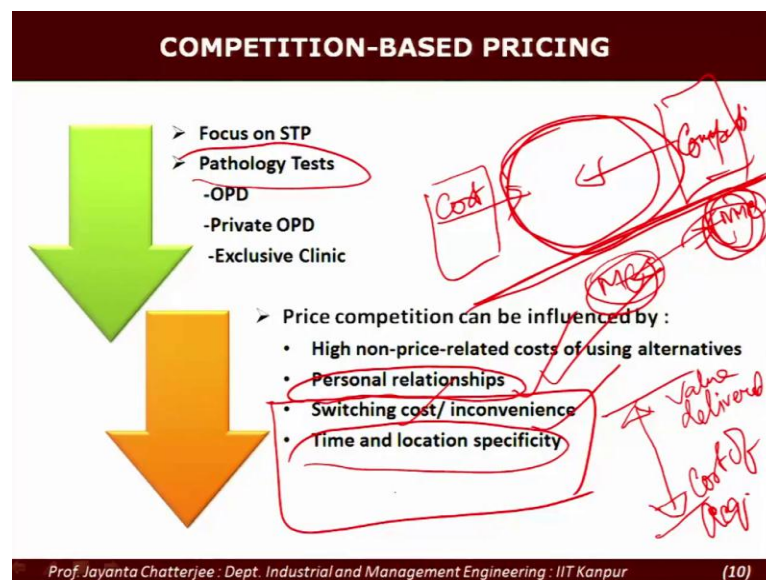 COMPETITION-BASED PRICING
➢ Focus on STP
➢ Pathology Tests
-OPD
-Private OPD
-Exclusive Clinic
Cost
➢ Price competition can be influenced by :
• High non-price-related costs of using alternatives
• Personal relationships
• Switching cost/ inconvenience
• Time and location specificity
Value
delivered
Cost of
Prof. Jayanta Chatterjee : Dept. Industrial and Management Engineering : IIT Kanpur (10)